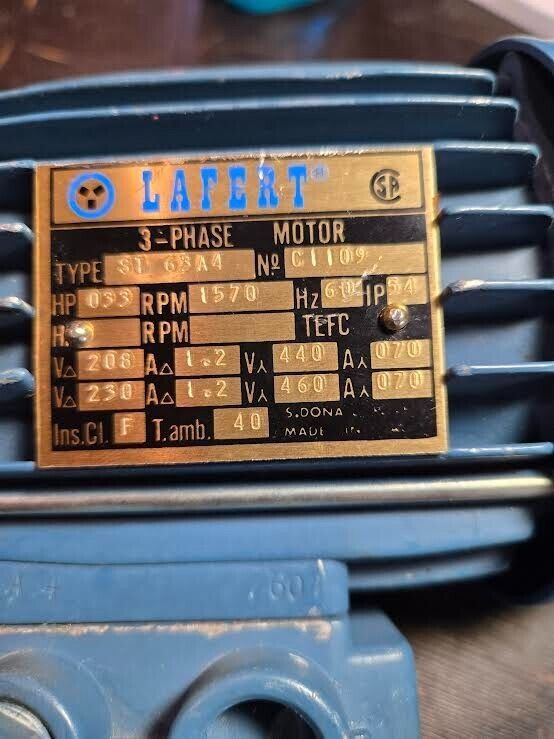 LAFERT®
CSA
3-PHASE MOTOR
TYPE ST 63A4 Nº C1109
HP 033 RPM 1570 Hz 60 IP 54
H. RPM TEFC
V△ 208 A△ 1.2 V⅄ 440 A⅄ 070
V△ 230 A△ 1.2 V⅄ 460 A⅄ 070
Ins.Cl. F T.amb. 40 S.DONA
MADE